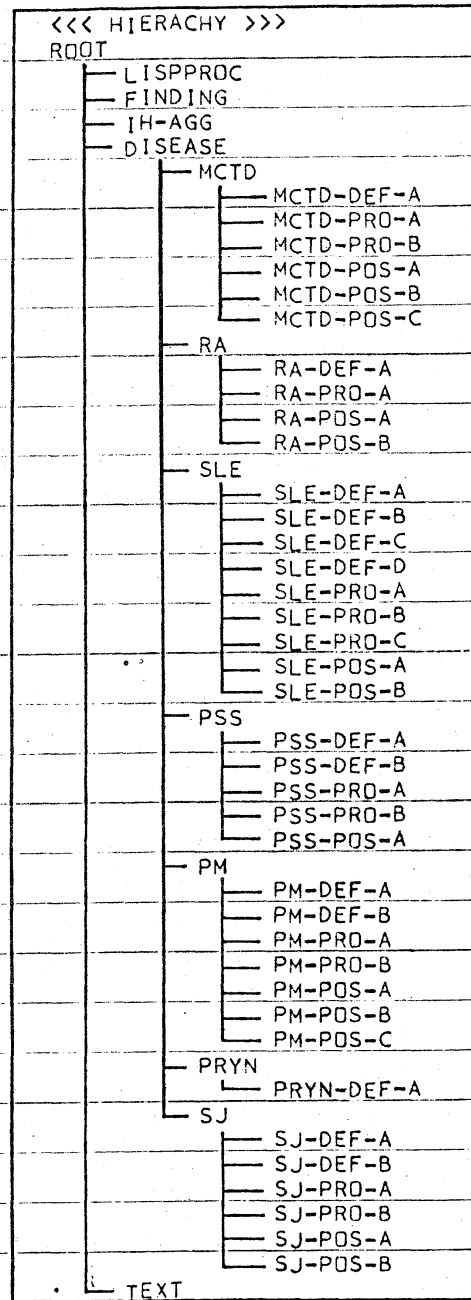 <<< HIERACHY >>>
ROOT
LISPPROC
FINDING
IH-AGG
DISEASE
MCTD
MCTD-DEF-A
MCTD-PRO-A
MCTD-PRO-B
MCTD-POS-A
MCTD-POS-B
MCTD-POS-C
RA
RA-DEF-A
RA-PRO-A
RA-POS-A
RA-POS-B
SLE
SLE-DEF-A
SLE-DEF-B
SLE-DEF-C
SLE-DEF-D
SLE-PRO-A
SLE-PRO-B
SLE-PRO-C
SLE-POS-A
SLE-POS-B
PSS
PSS-DEF-A
PSS-DEF-B
PSS-PRO-A
PSS-PRO-B
PSS-POS-A
PM
PM-DEF-A
PM-DEF-B
PM-PRO-A
PM-PRO-B
PM-POS-A
PM-POS-B
PM-POS-C
PRYN
PRYN-DEF-A
SJ
SJ-DEF-A
SJ-DEF-B
SJ-PRO-A
SJ-PRO-B
SJ-POS-A
SJ-POS-B
TEXT